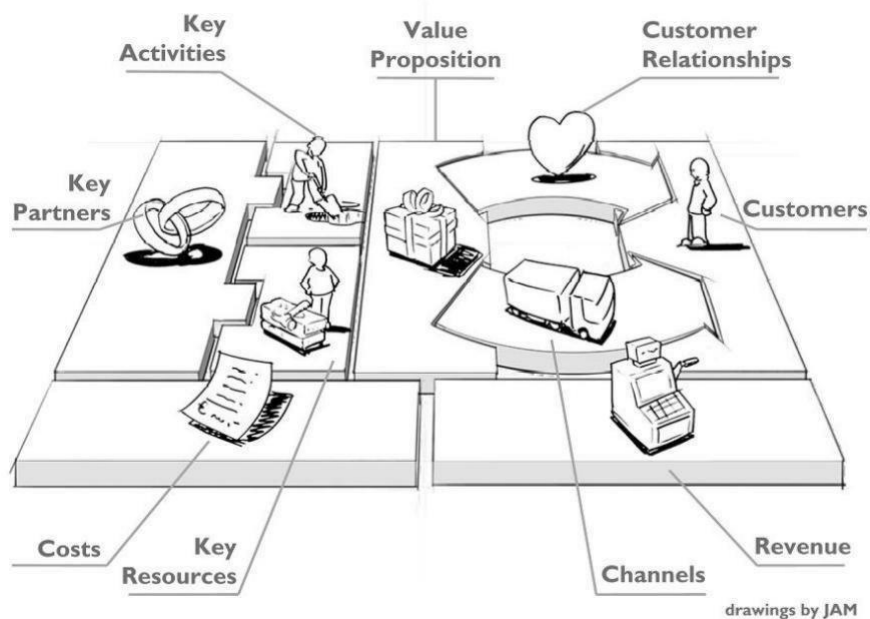 Key
Activities
Value
Proposition
Customer
Relationships
Key
Partners
Customers
Costs
Key
Resources
Channels
Revenue
drawings by JAM